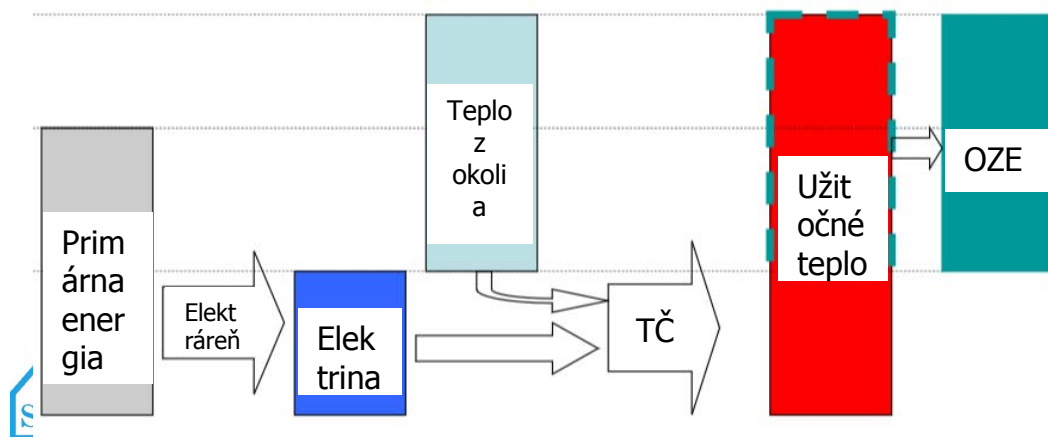 Teplo
z
okoli
a
OZE
Užit
očné
teplo
Prim
árna
ener
gia
Elekt
ráreň
Elek
trina
TČ
s